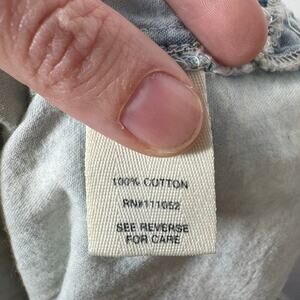 100% COTTON
RN#111052
SEE REVERSE
FOR CARE